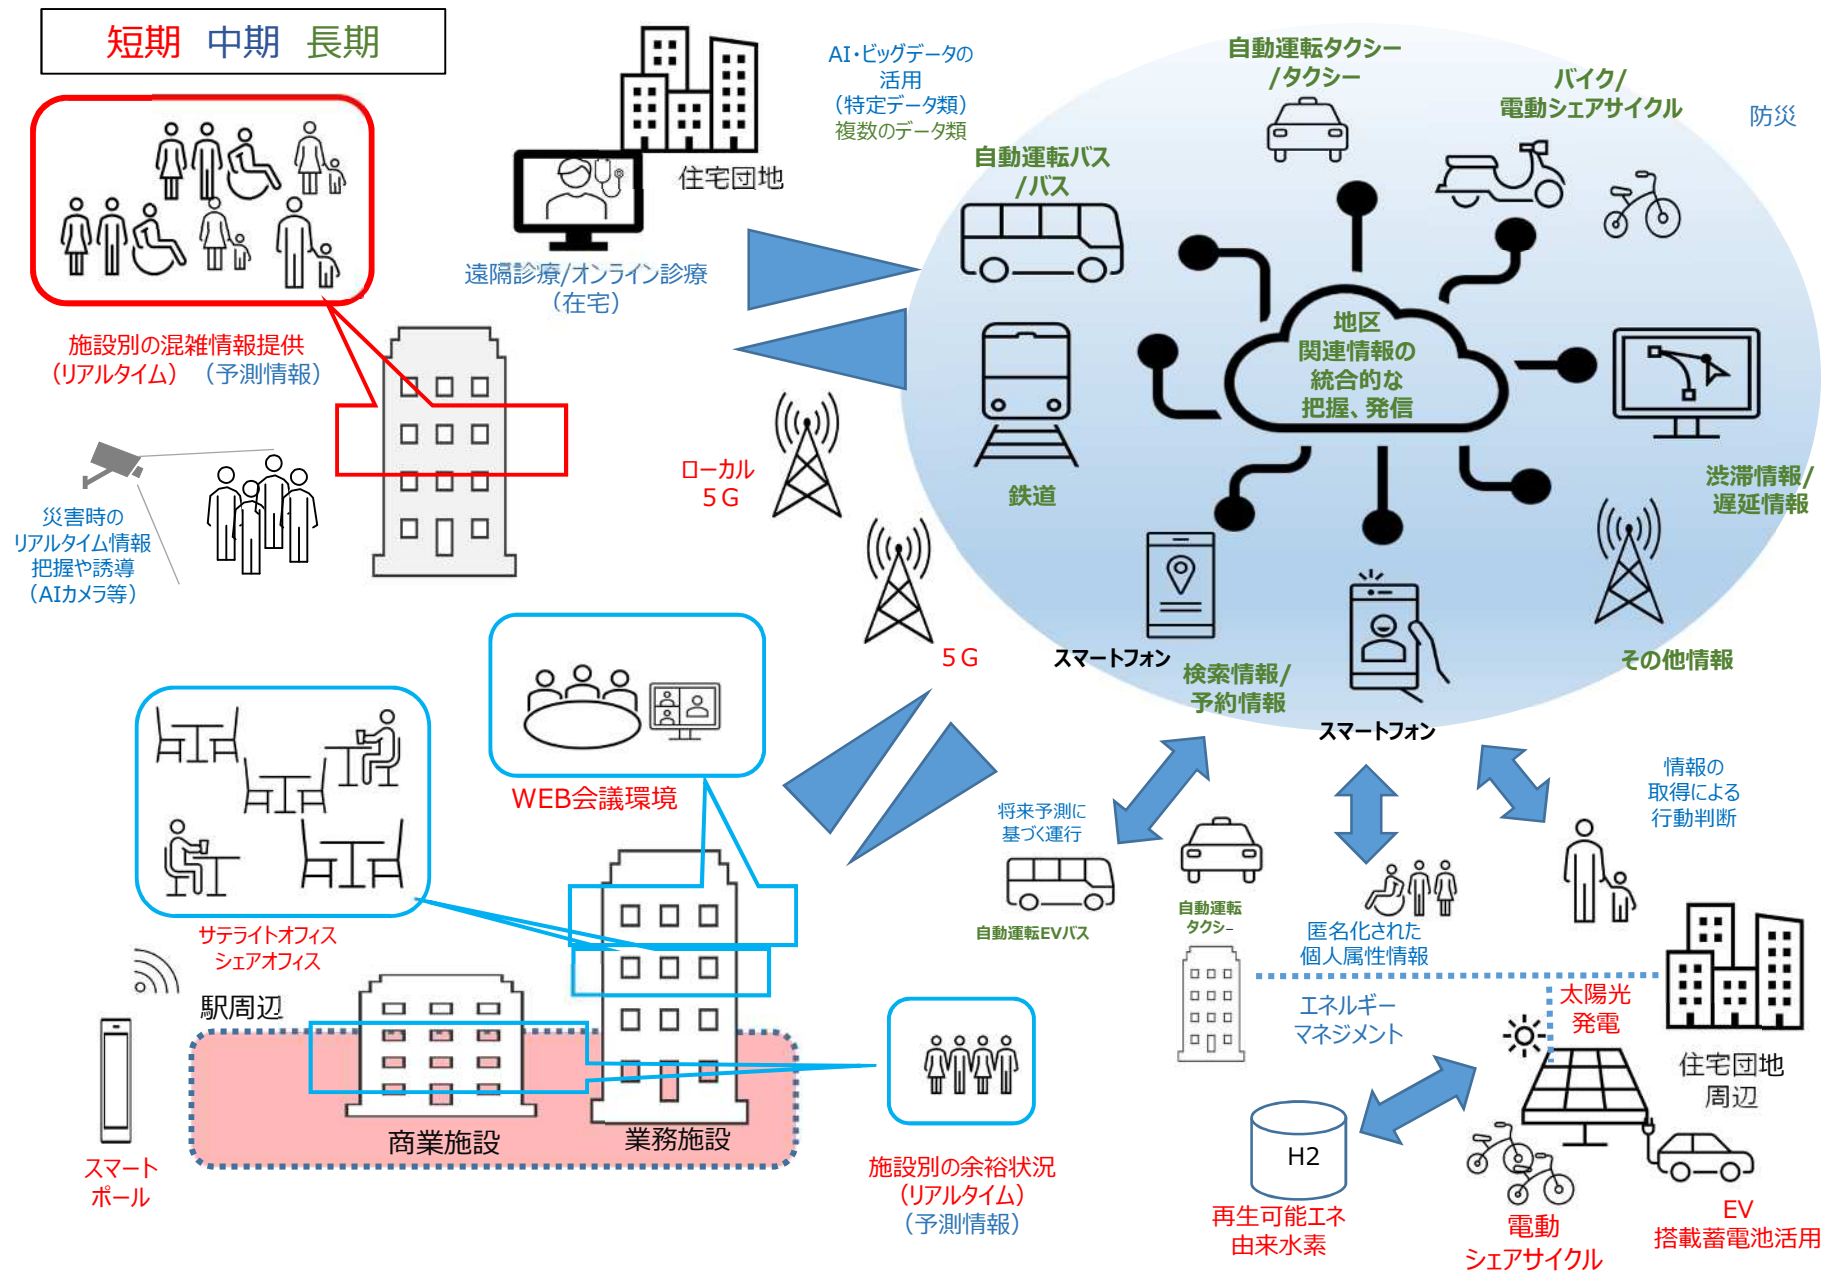 短期 中期 長期
施設別の混雑情報提供
（リアルタイム）（予測情報）
災害時の
リアルタイム情報
把握や誘導
（AIカメラ等）
住宅団地
遠隔診療/オンライン診療
（在宅）
AI・ビッグデータの
活用
（特定データ類）
複数のデータ類
自動運転タクシー
/タクシー
バイク/
電動シェアサイクル
防災
自動運転バス
/バス
地区
関連情報の
統合的な
把握、発信
鉄道
渋滞情報/
遅延情報
ローカル
５G
５G
スマートフォン
検索情報/
予約情報
スマートフォン
その他情報
WEB会議環境
サテライトオフィス
シェアオフィス
駅周辺
スマート
ポール
商業施設
業務施設
施設別の余裕状況
（リアルタイム）
（予測情報）
将来予測に
基づく運行
自動運転EVバス
自動運転
タクシー
匿名化された
個人属性情報
情報の
取得による
行動判断
エネルギー
マネジメント
太陽光
発電
住宅団地
周辺
H2
再生可能エネ
由来水素
電動
シェアサイクル
EV
搭載蓄電池活用